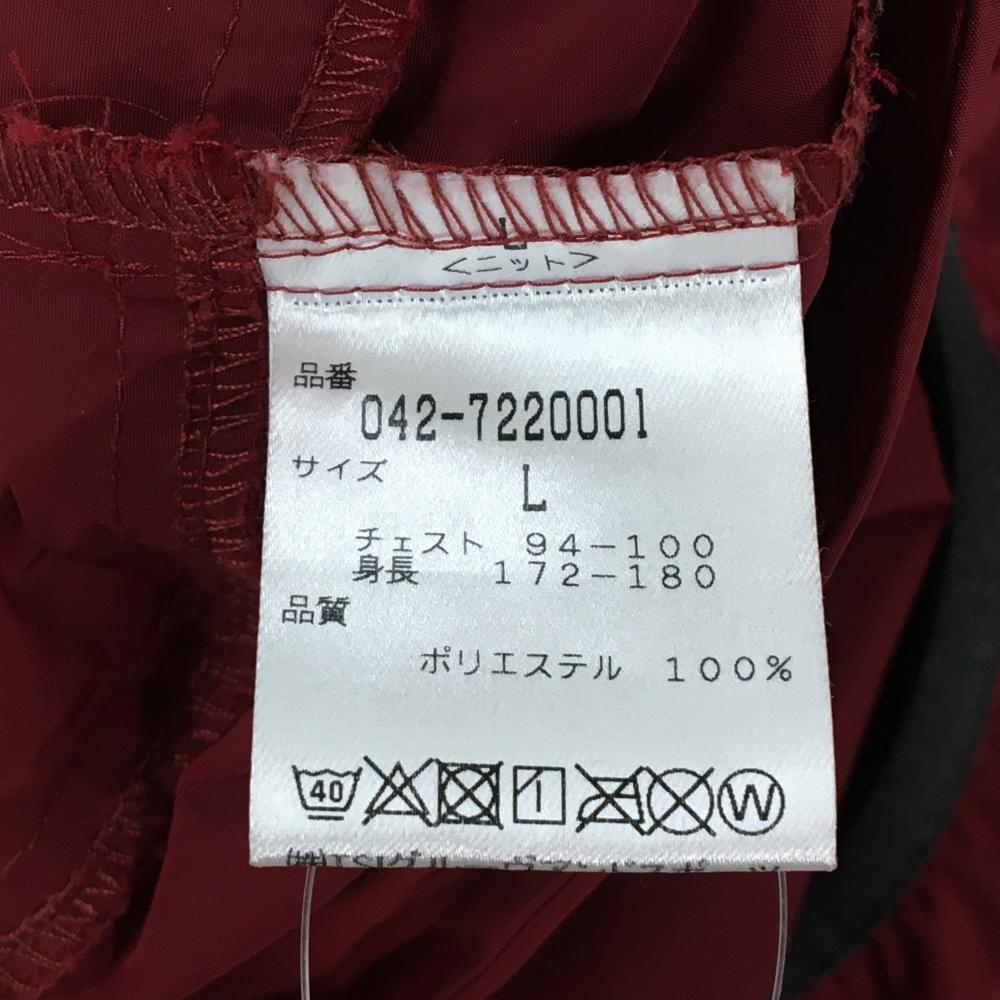 L
<ニット>
品番
042-7220001
サイズ
L
チェスト 94-100
身長 172-180
品質
ポリエステル 100%
40 W